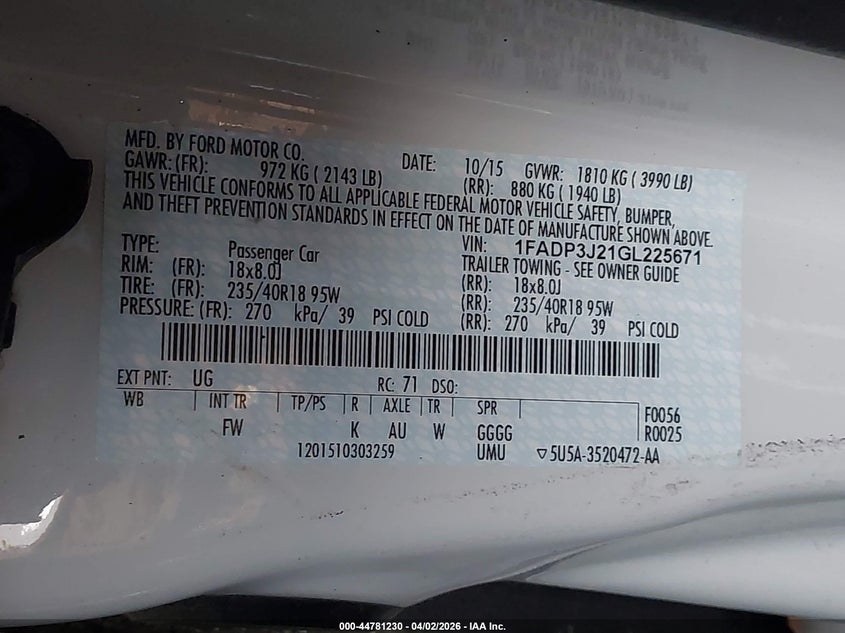 MFD. BY FORD MOTOR CO. DATE: 10/15 GVWR: 1810 KG ( 3990 LB)
GAWR: (FR): 972 KG ( 2143 LB) (RR): 880 KG ( 1940 LB)
THIS VEHICLE CONFORMS TO ALL APPLICABLE FEDERAL MOTOR VEHICLE SAFETY, BUMPER,
AND THEFT PREVENTION STANDARDS IN EFFECT ON THE DATE OF MANUFACTURE SHOWN ABOVE.
VIN: 1FADP3J21GL225671
TYPE: Passenger Car TRAILER TOWING - SEE OWNER GUIDE
RIM: (FR): 18x8.0J (RR): 18x8.0J
TIRE: (FR): 235/40R18 95W (RR): 235/40R18 95W
PRESSURE: (FR): 270 kPa/ 39 PSI COLD (RR): 270 kPa/ 39 PSI COLD
EXT PNT: UG RC: 71 DSO:
WB INT TR TP/PS R AXLE TR SPR F0056
FW K AU W GGGG R0025
1201510303259 UMU ▽5U5A-3520472-AA
000-44781230 - 04/02/2026 - IAA Inc.